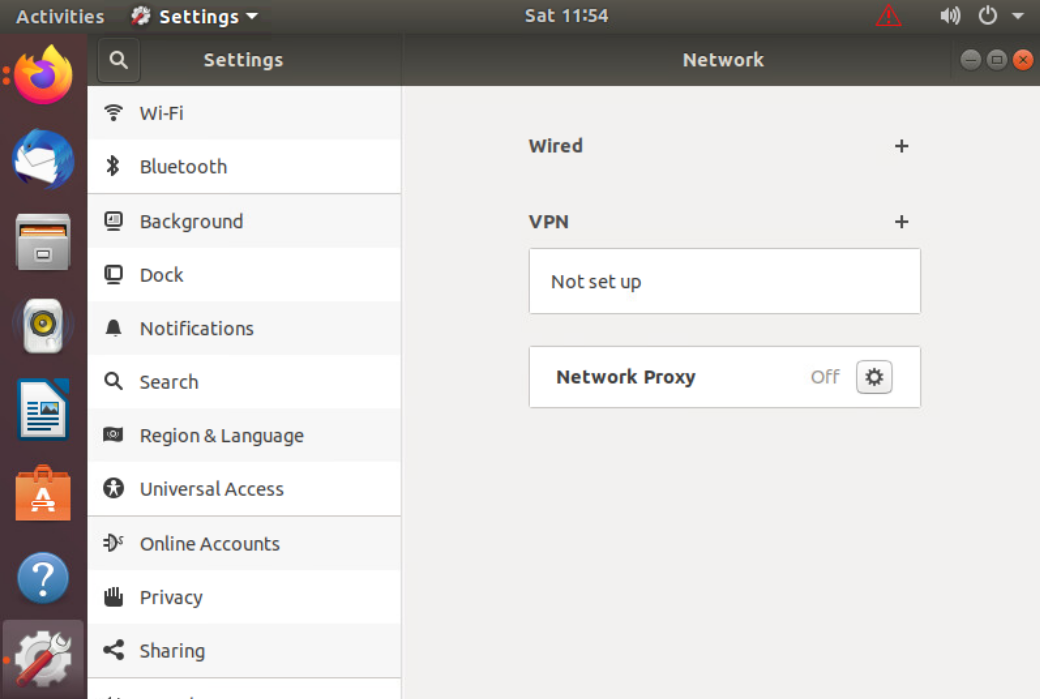 Activities
Settings
Sat 11:54
Settings
Network
Wi-Fi
Bluetooth
Background
Dock
Notifications
Search
Region & Language
Universal Access
Online Accounts
Privacy
Sharing
Wired
VPN
Not set up
Network Proxy Off